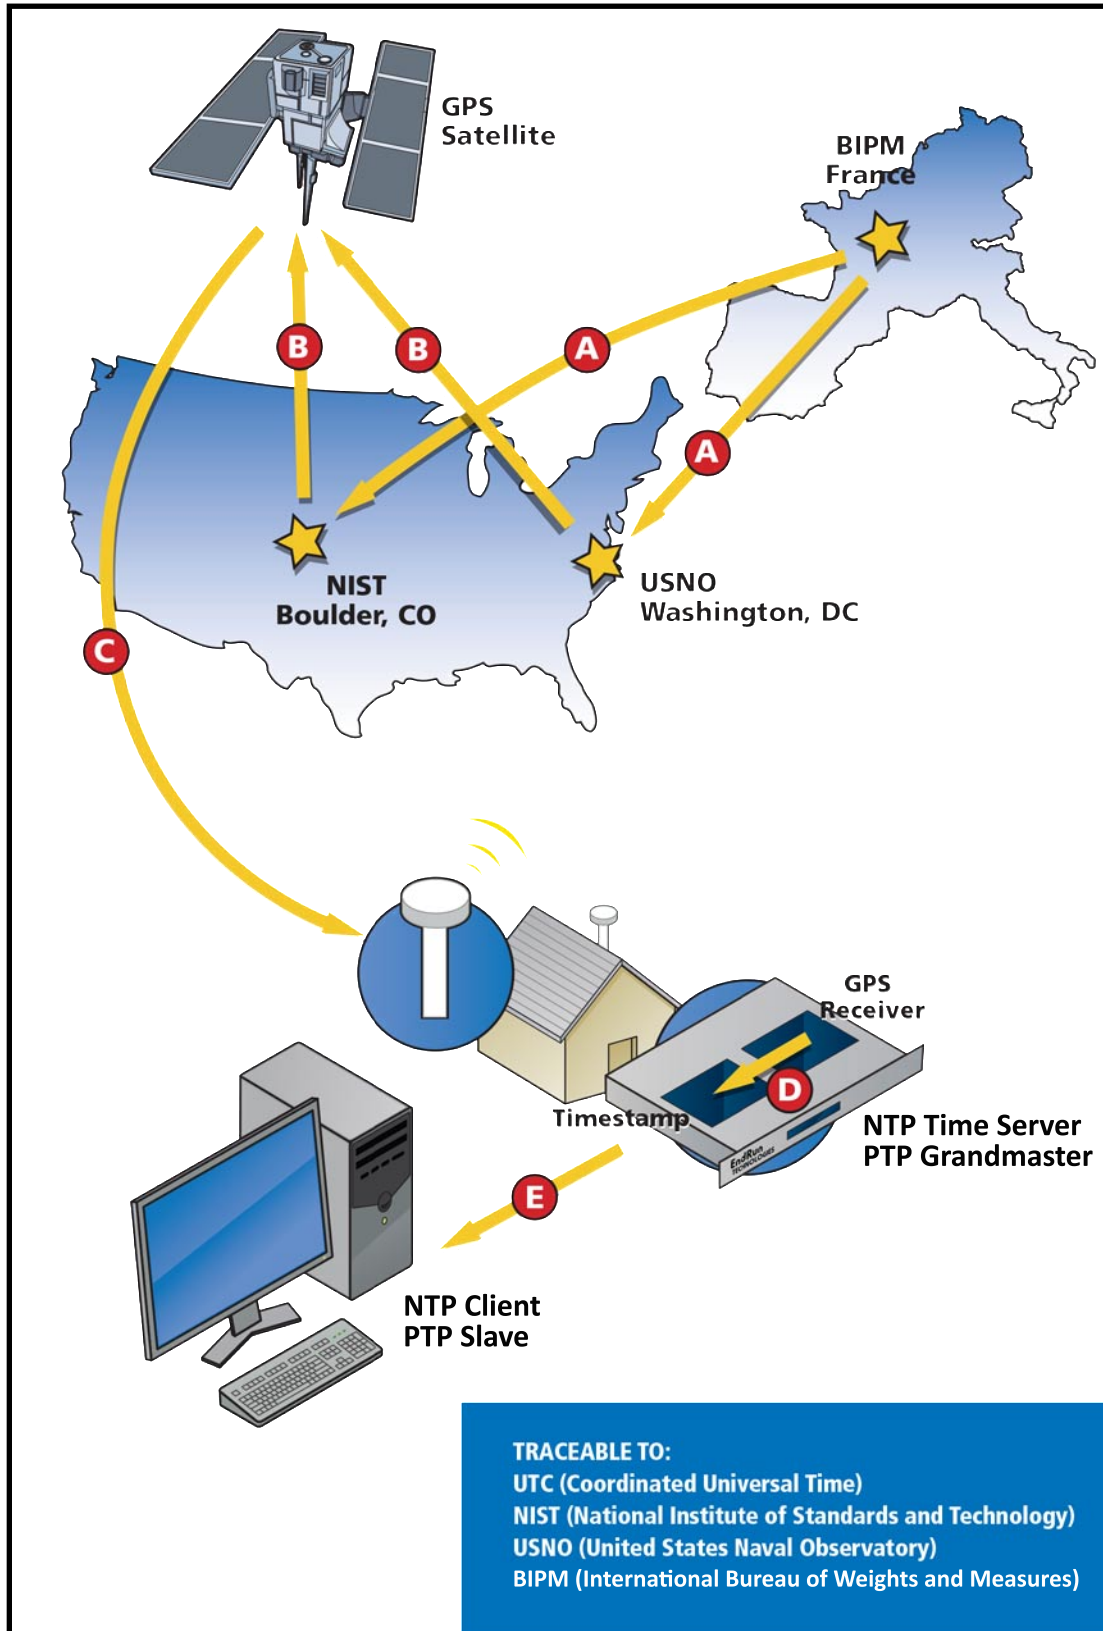 GPS
Satellite
BIPM
France
B
B
A
A
NIST
Boulder, CO
USNO
Washington, DC
C
GPS
Receiver
D
Timestamp
NTP Time Server
PTP Grandmaster
EndRun
TECHNOLOGIES
E
NTP Client
PTP Slave
TRACEABLE TO:
UTC (Coordinated Universal Time)
NIST (National Institute of Standards and Technology)
USNO (United States Naval Observatory)
BIPM (International Bureau of Weights and Measures)